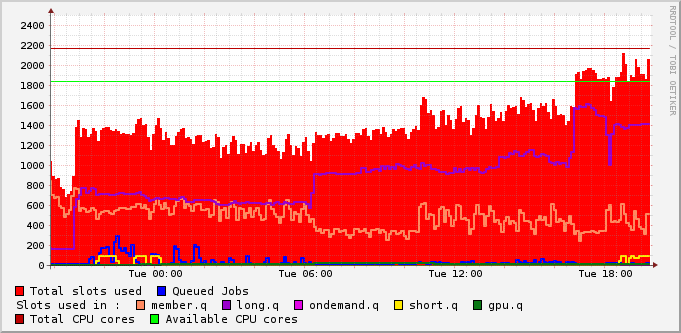 RRDTOOL / TOBI OETIKER
2400
2200
2000
1800
1600
1400
1200
1000
800
600
400
200
0
Tue 00:00 Tue 06:00 Tue 12:00 Tue 18:00
Total slots used Queued Jobs
Slots used in : member.q long.q ondemand.q short.q gpu.q
Total CPU cores Available CPU cores